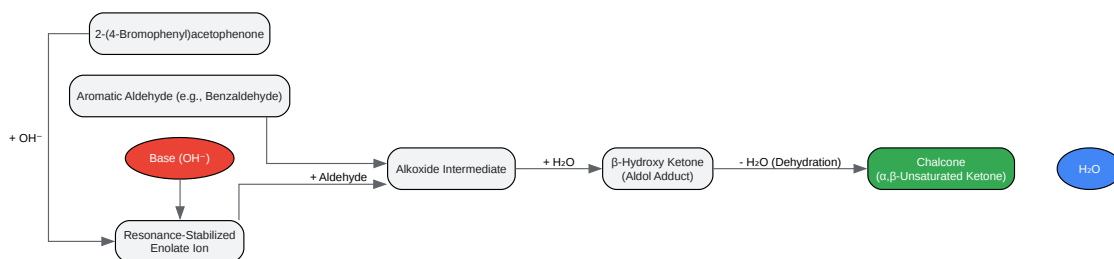 2-(4-Bromophenyl)acetophenone
Aromatic Aldehyde (e.g., Benzaldehyde)
+ OH⁻
Base (OH⁻)
+ Aldehyde
Resonance-Stabilized
Enolate Ion
Alkoxide Intermediate
+ H₂O
β-Hydroxy Ketone
(Aldol Adduct)
- H₂O (Dehydration)
Chalcone
(α,β-Unsaturated Ketone)
H₂O